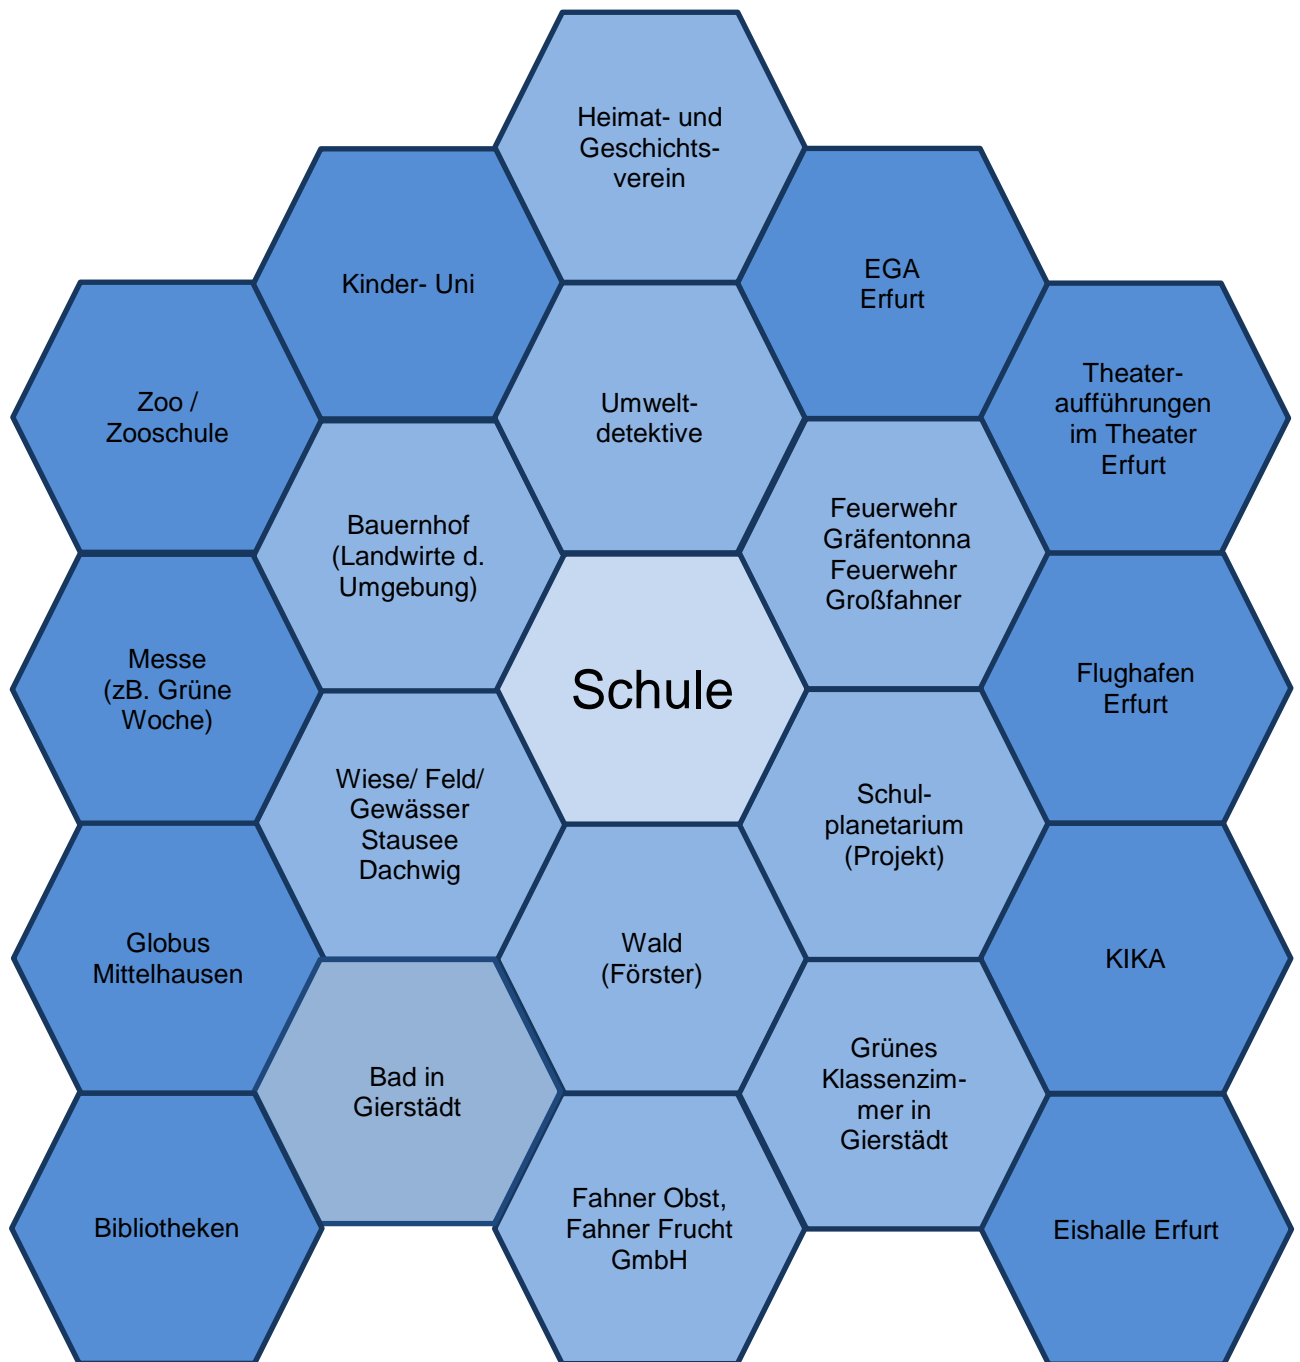 Heimat- und
Geschichts-
verein
Kinder- Uni
EGA
Erfurt
Zoo /
Zooschule
Umwelt-
detektive
Theater-
aufführungen
im Theater
Erfurt
Bauernhof
(Landwirte d.
Umgebung)
Feuerwehr
Gräfentonna
Feuerwehr
Großfahner
Messe
(zB. Grüne
Woche)
Schule
Flughafen
Erfurt
Wiese/ Feld/
Gewässer
Stausee
Dachwig
Schul-
planetarium
(Projekt)
Globus
Mittelhausen
Wald
(Förster)
KIKA
Bad in
Gierstädt
Grünes
Klassenzim-
mer in
Gierstädt
Bibliotheken
Fahner Obst,
Fahner Frucht
GmbH
Eishalle Erfurt